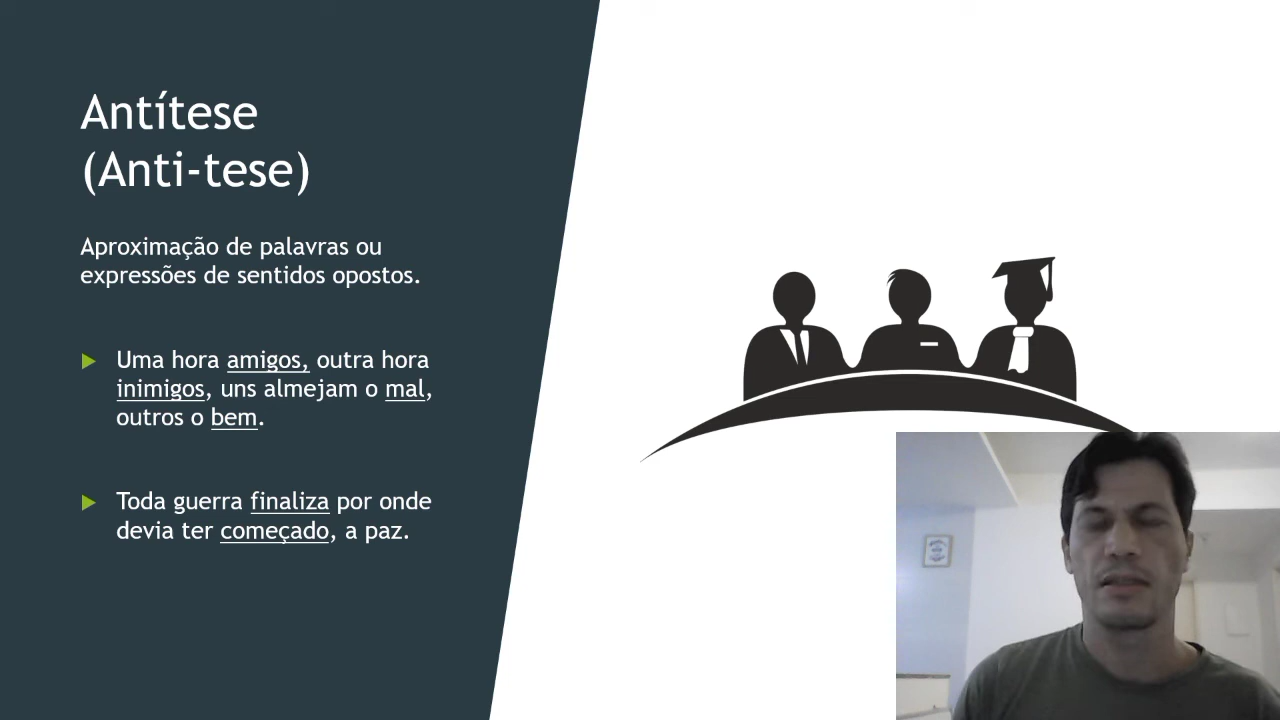 Antítese
(Anti-tese)
Aproximação de palavras ou
expressões de sentidos opostos.
Uma hora amigos, outra hora
inimigos, uns almejam o mal,
outros o bem.
Toda guerra finaliza por onde
devia ter começado, a paz.